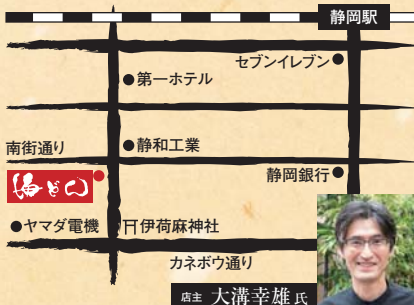 静岡駅
セブンイレブン
第一ホテル
静和工業
南街通り
静岡銀行
ヤマダ電機
伊荷麻神社
カネボウ通り
店主 大溝幸雄 氏